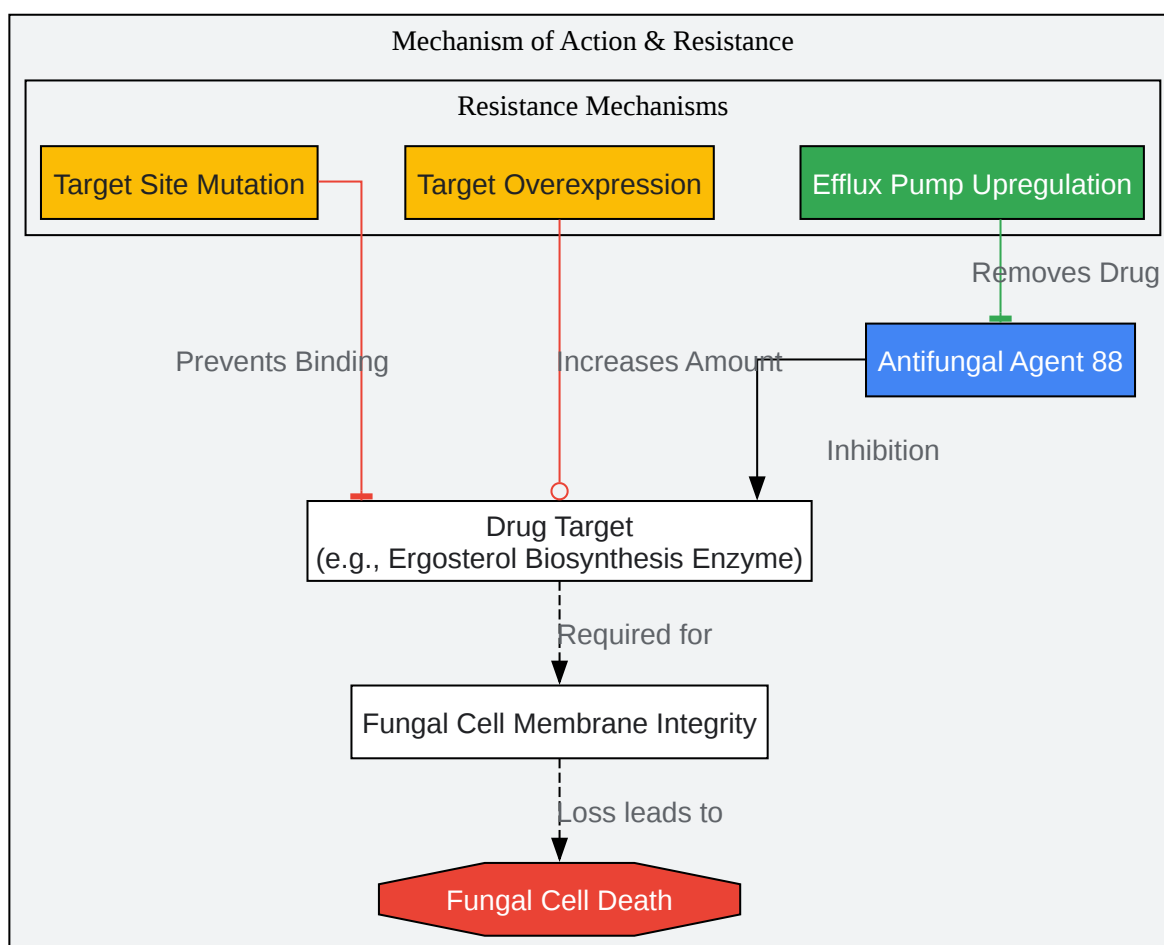 Mechanism of Action & Resistance
Resistance Mechanisms
Target Site Mutation
Target Overexpression
Efflux Pump Upregulation
Removes Drug
Prevents Binding
Increases Amount
Antifungal Agent 88
Inhibition
Drug Target
(e.g., Ergosterol Biosynthesis Enzyme)
Required for
Fungal Cell Membrane Integrity
Loss leads to
Fungal Cell Death